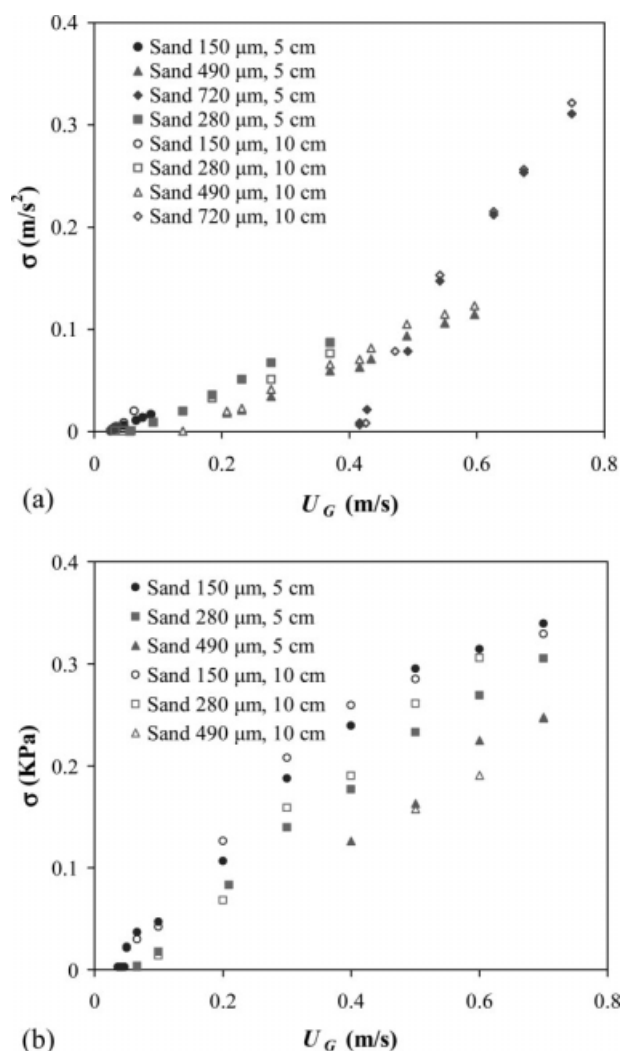 0.4
● Sand 150 μm, 5 cm
▲ Sand 490 μm, 5 cm
◆ Sand 720 μm, 5 cm
■ Sand 280 μm, 5 cm
○ Sand 150 μm, 10 cm
□ Sand 280 μm, 10 cm
△ Sand 490 μm, 10 cm
◇ Sand 720 μm, 10 cm
0.3
0.2
0.1
0
σ (m/s²)
0 0.2 0.4 0.6 0.8
(a)
U_G (m/s)
0.4
● Sand 150 μm, 5 cm
■ Sand 280 μm, 5 cm
▲ Sand 490 μm, 5 cm
○ Sand 150 μm, 10 cm
□ Sand 280 μm, 10 cm
△ Sand 490 μm, 10 cm
0.3
0.2
0.1
0
σ (KPa)
0 0.2 0.4 0.6 0.8
(b)
U_G (m/s)